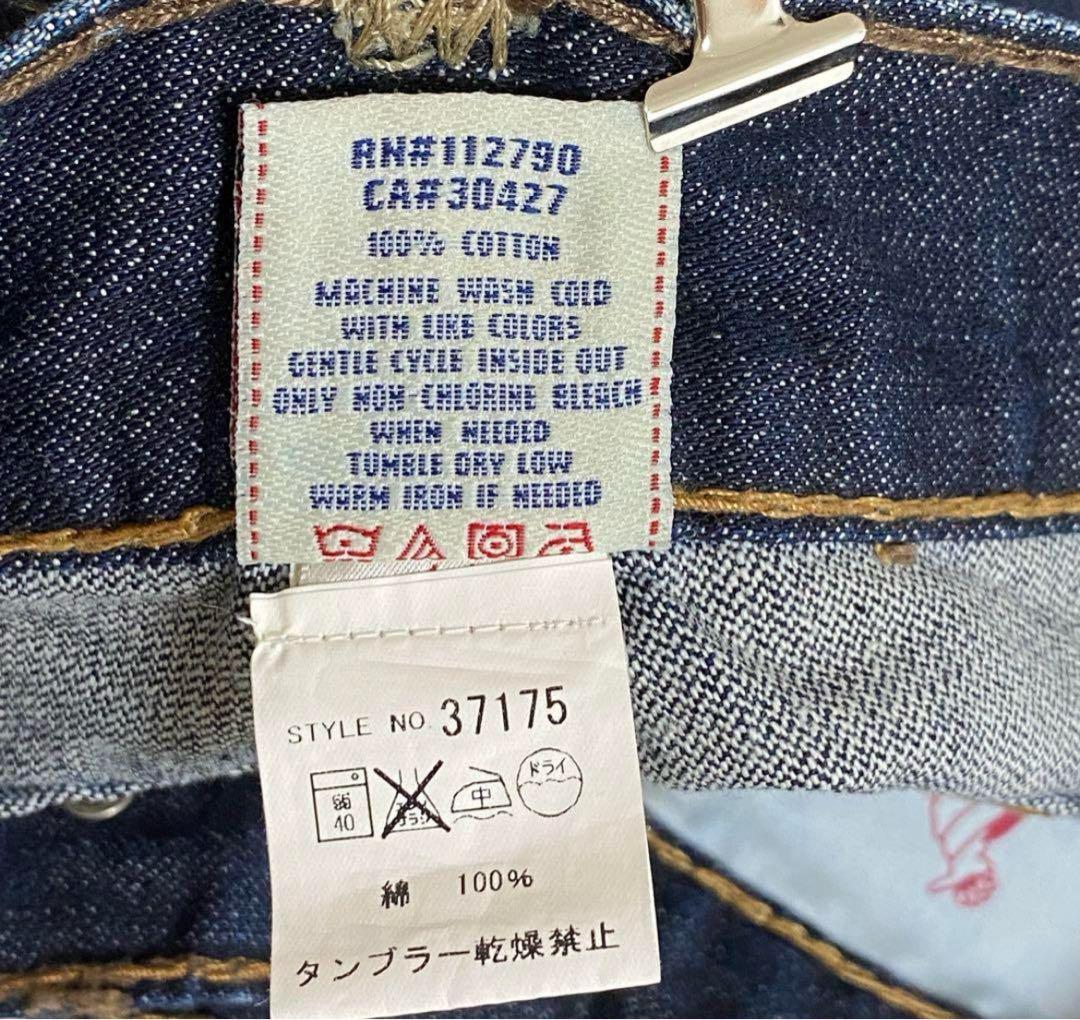 RN#112790
CA#30427
100% COTTON
MACHINE WASH COLD
WITH LIKE COLORS
GENTLE CYCLE INSIDE OUT
ONLY NON-CHLORINE BLEACH
WHEN NEEDED
TUMBLE DRY LOW
WARM IRON IF NEEDED
STYLE NO. 37175
弱
40
中
ドライ
綿 100%
タンブラー乾燥禁止